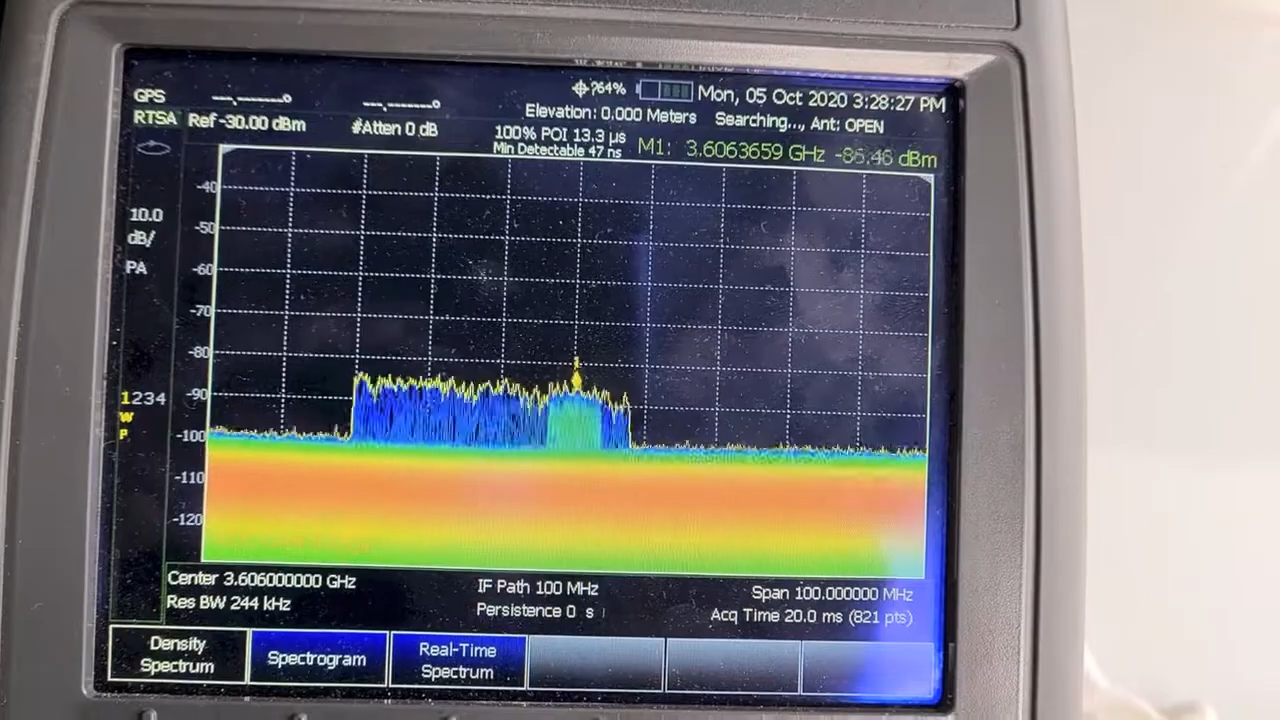 GPS --.-------° ---.-------° ?64% Mon, 05 Oct 2020 3:28:27 PM
Elevation: 0.000 Meters Searching..., Ant: OPEN
RTSA Ref -30.00 dBm #Atten 0 dB 100% POI 13.3 µs
Min Detectable 47 ns M1: 3.6063659 GHz -86.46 dBm
-40
10.0
dB/
-50
PA
-60
-70
-80
-90
1234
W
P
-100
-110
-120
Center 3.606000000 GHz IF Path 100 MHz Span 100.000000 MHz
Res BW 244 kHz Persistence 0 s Acq Time 20.0 ms (821 pts)
Density Spectrum
Spectrogram
Real-Time Spectrum